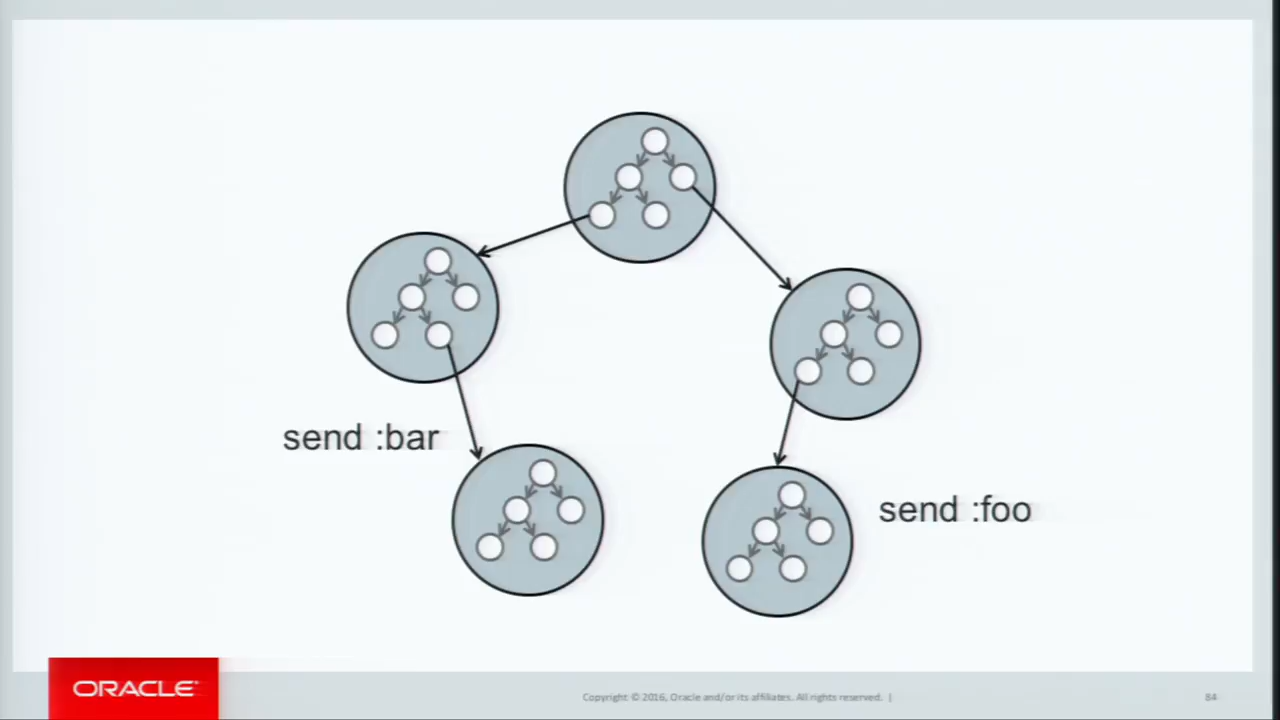 send :bar
send :foo
ORACLE
Copyright © 2016, Oracle and/or its affiliates. All rights reserved. |
84